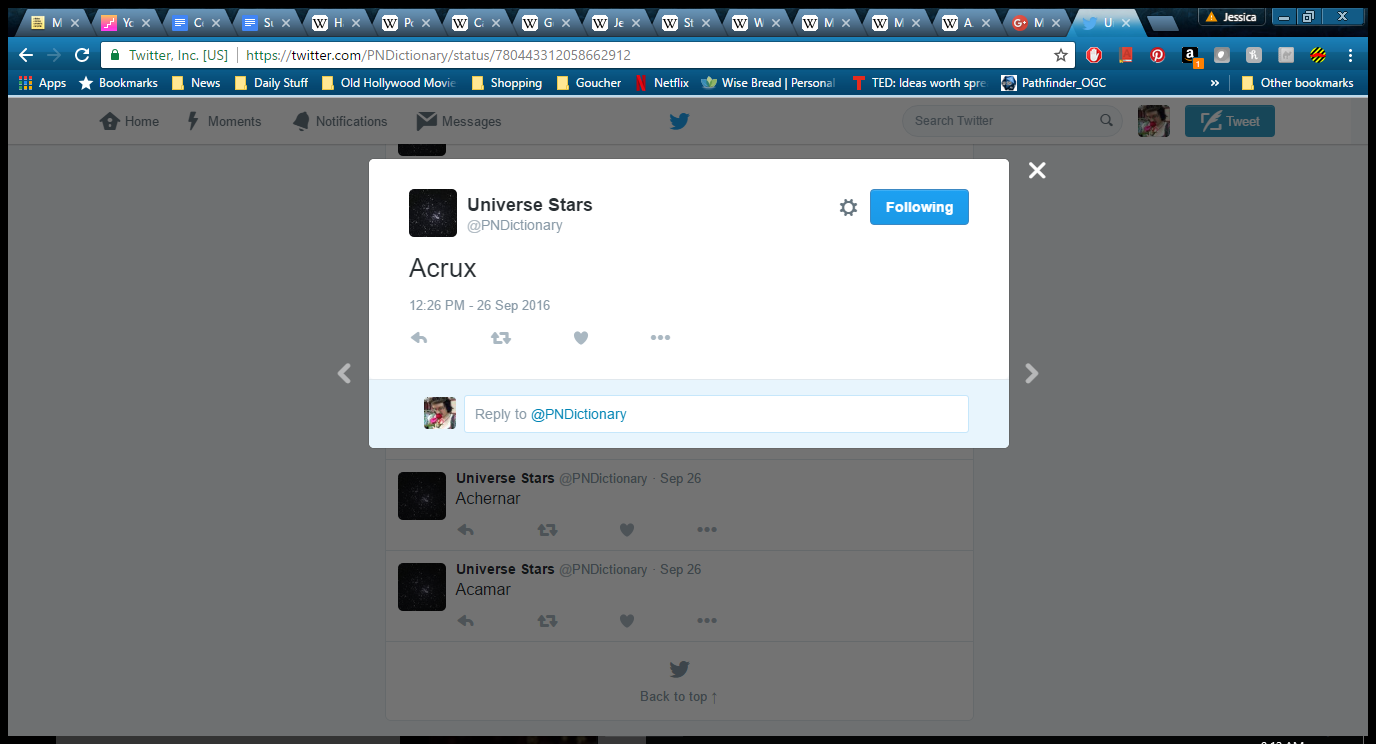 M Yo Co Su H Po Ca G Je St W M M A M U Jessica
Twitter, Inc. [US] https://twitter.com/PNDictionary/status/780443312058662912
Apps Bookmarks News Daily Stuff Old Hollywood Movie Shopping Goucher Netflix Wise Bread | Personal TED: Ideas worth spre Pathfinder_OGC » Other bookmarks
Home Moments Notifications Messages Search Twitter Tweet
Universe Stars
@PNDictionary
Following
Acrux
12:26 PM - 26 Sep 2016
Reply to @PNDictionary
Universe Stars @PNDictionary · Sep 26
Achernar
Universe Stars @PNDictionary · Sep 26
Acamar
Back to top ↑